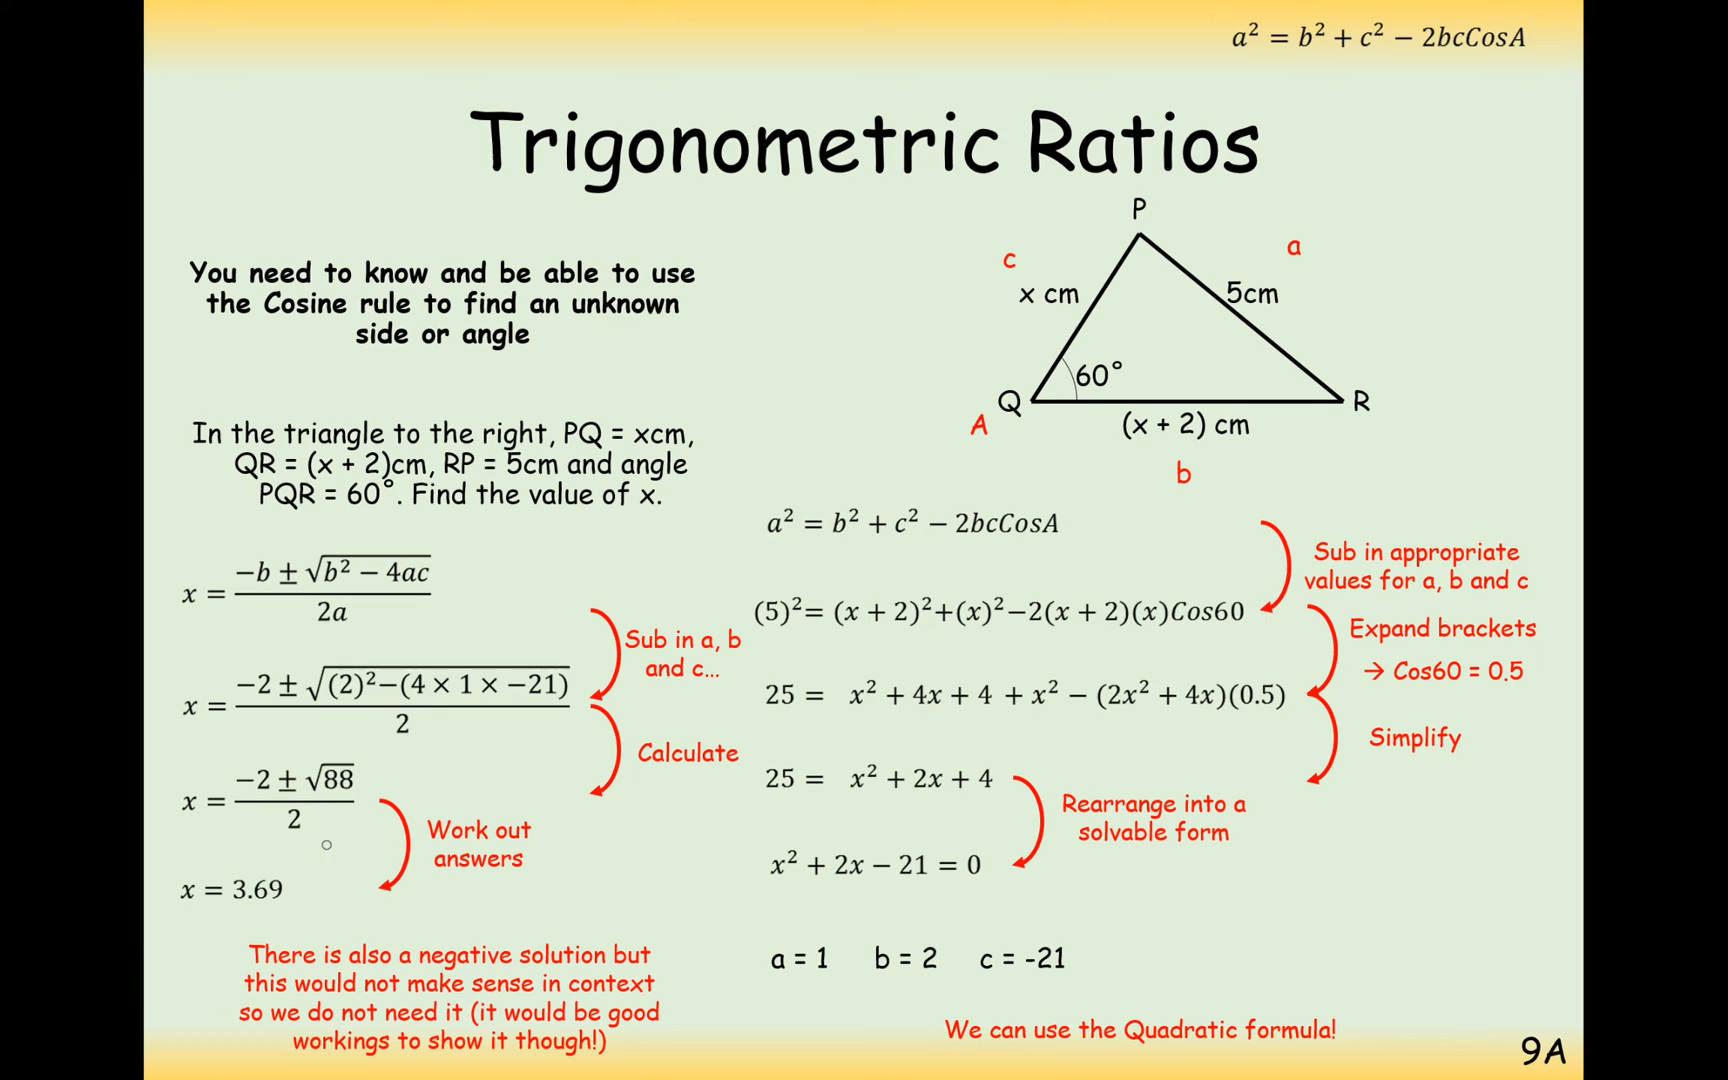 a² = b² + c² − 2bcCosA
Trigonometric Ratios
You need to know and be able to use
the Cosine rule to find an unknown
side or angle
In the triangle to the right, PQ = xcm,
QR = (x + 2)cm, RP = 5cm and angle
PQR = 60°. Find the value of x.
P
c
a
x cm
5cm
60°
Q
R
A
(x + 2) cm
b
a² = b² + c² − 2bcCosA
Sub in appropriate
values for a, b and c
(5)²= (x + 2)²+(x)²−2(x + 2)(x)Cos60
Expand brackets
→ Cos60 = 0.5
25 = x² + 4x + 4 + x² − (2x² + 4x)(0.5)
Simplify
25 = x² + 2x + 4
Rearrange into a
solvable form
x² + 2x − 21 = 0
a = 1 b = 2 c = -21
We can use the Quadratic formula!
x = (−b ± √(b² − 4ac)) / 2a
Sub in a, b
and c...
x = (−2 ± √((2)²−(4 × 1 × −21))) / 2
Calculate
x = (−2 ± √88) / 2
Work out
answers
x = 3.69
There is also a negative solution but
this would not make sense in context
so we do not need it (it would be good
workings to show it though!)
9A